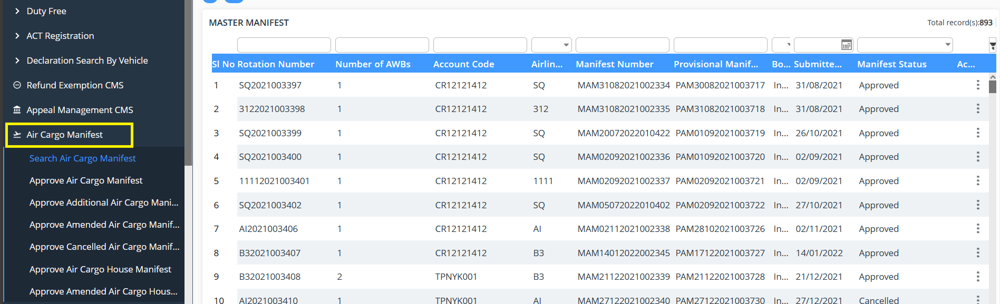 Duty Free
ACT Registration
Declaration Search By Vehicle
Refund Exemption CMS
Appeal Management CMS
Air Cargo Manifest
Search Air Cargo Manifest
Approve Air Cargo Manifest
Approve Additional Air Cargo Mani...
Approve Amended Air Cargo Manif...
Approve Cancelled Air Cargo Manif...
Approve Air Cargo House Manifest
Approve Amended Air Cargo Hous...
MASTER MANIFEST
Total record(s):893
Sl No Rotation Number Number of AWBs Account Code Airlin... Manifest Number Provisional Manif... Bo... Submitte... Manifest Status Ac...
1 SQ2021003397 1 CR12121412 SQ MAM31082021002334 PAM30082021003717 In... 31/08/2021 Approved
2 3122021003398 1 CR12121412 312 MAM31082021002335 PAM31082021003718 In... 31/08/2021 Approved
3 SQ2021003399 1 CR12121412 SQ MAM20072022010422 PAM01092021003719 In... 26/10/2021 Approved
4 SQ2021003400 1 CR12121412 SQ MAM02092021002336 PAM01092021003720 In... 02/09/2021 Approved
5 11112021003401 1 CR12121412 1111 MAM02092021002337 PAM02092021003721 In... 02/09/2021 Approved
6 SQ2021003402 1 CR12121412 SQ MAM05072022010402 PAM02092021003722 In... 27/10/2021 Approved
7 AI2021003406 1 CR12121412 AI MAM02112021002338 PAM28102021003726 In... 02/11/2021 Approved
8 B32021003407 1 CR12121412 B3 MAM14012022002345 PAM17122021003727 In... 14/01/2022 Approved
9 B32021003408 2 TPNYK001 B3 MAM21122021002339 PAM21122021003728 In... 21/12/2021 Approved
10 AI2021003410 1 TPNYK001 AI MAM27122021002340 PAM27122021003730 In... 27/12/2021 Cancelled